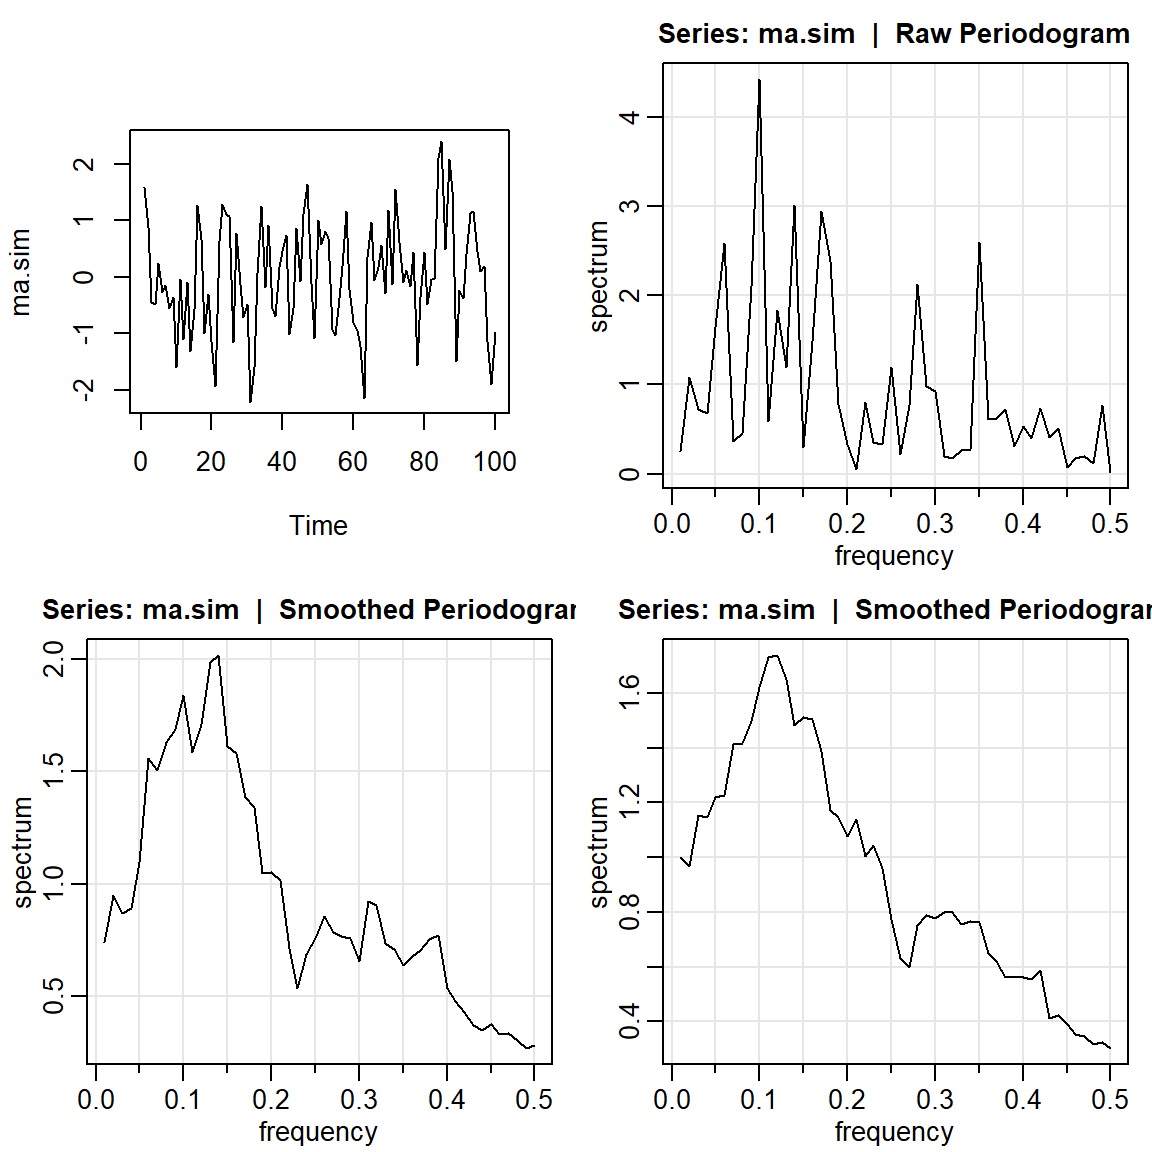 ma.sim
2
1
0
-1
-2
0 20 40 60 80 100
Time
Series: ma.sim | Raw Periodogram
spectrum
4
3
2
1
0
0.0 0.1 0.2 0.3 0.4 0.5
frequency
Series: ma.sim | Smoothed Periodogram
spectrum
2.0
1.5
1.0
0.5
0.0 0.1 0.2 0.3 0.4 0.5
frequency
Series: ma.sim | Smoothed Periodogram
spectrum
1.6
1.2
0.8
0.4
0.0 0.1 0.2 0.3 0.4 0.5
frequency